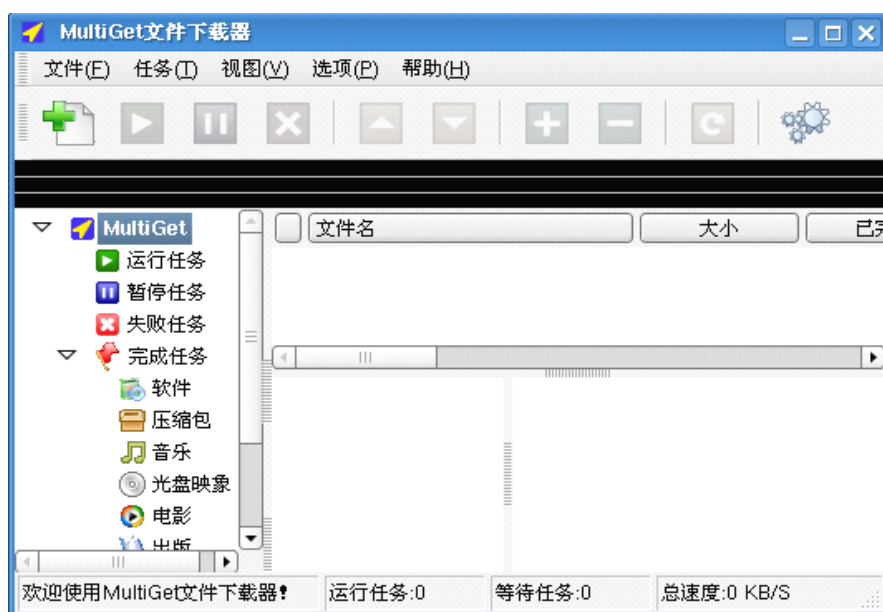 MultiGet文件下载器
文件(F) 任务(T) 视图(V) 选项(P) 帮助(H)
MultiGet
文件名 大小
运行任务
暂停任务
失败任务
完成任务
软件
压缩包
音乐
光盘映象
电影
出版
欢迎使用MultiGet文件下载器! 运行任务:0 等待任务:0 总速度:0 KB/S